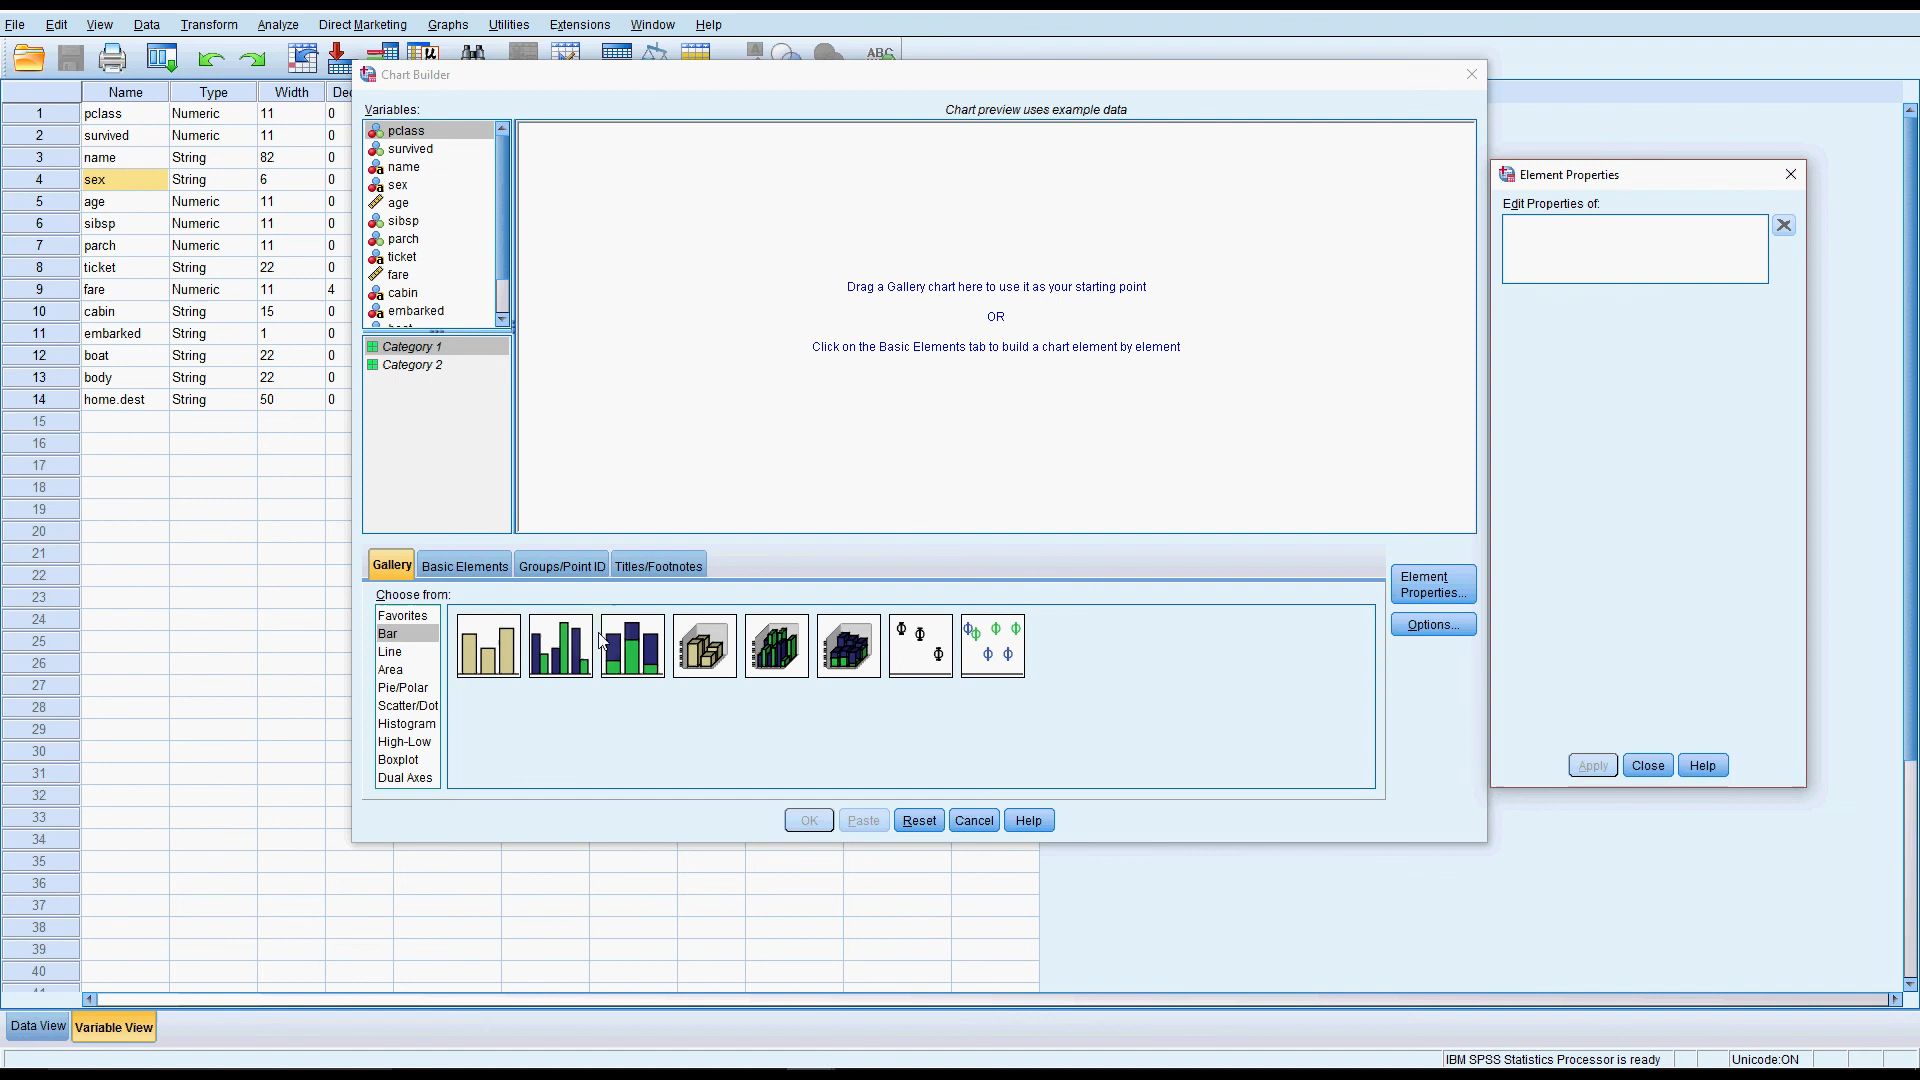 File Edit View Data Transform Analyze Direct Marketing Graphs Utilities Extensions Window Help
Chart Builder
Name Type Width
1 pclass Numeric 11 0
2 survived Numeric 11 0
3 name String 82 0
4 sex String 6 0
5 age Numeric 11 0
6 sibsp Numeric 11 0
7 parch Numeric 11 0
8 ticket String 22 0
9 fare Numeric 11 4
10 cabin String 15 0
11 embarked String 1 0
12 boat String 22 0
13 body String 22 0
14 home.dest String 50 0
15
16
17
18
19
20
21
22
23
24
25
26
27
28
29
30
31
32
33
34
35
36
37
38
39
40
Variables:
pclass
survived
name
sex
age
sibsp
parch
ticket
fare
cabin
embarked
Category 1
Category 2
Chart preview uses example data
Drag a Gallery chart here to use it as your starting point
OR
Click on the Basic Elements tab to build a chart element by element
Gallery Basic Elements Groups/Point ID Titles/Footnotes
Choose from:
Favorites
Bar
Line
Area
Pie/Polar
Scatter/Dot
Histogram
High-Low
Boxplot
Dual Axes
Element
Properties...
Options...
OK Paste Reset Cancel Help
Element Properties
Edit Properties of:
Apply Close Help
Data View Variable View
IBM SPSS Statistics Processor is ready Unicode:ON